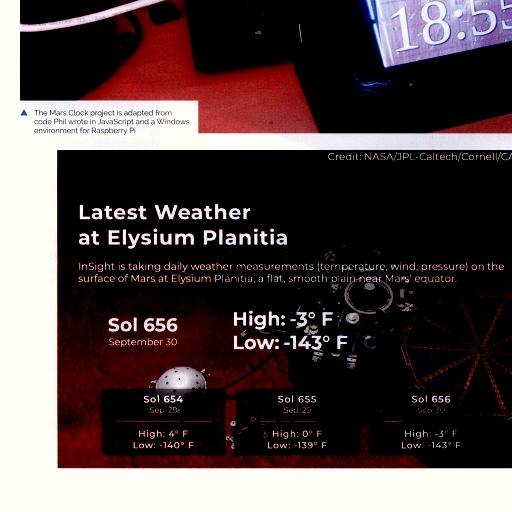 18:55
The Mars Clock project is adapted from
code Phil wrote in JavaScript and a Windows
environment for Raspberry Pi
Credit: NASA/JPL-Caltech/Cornell/CA
Latest Weather
at Elysium Planitia
InSight is taking daily weather measurements (temperature, wind, pressure) on the
surface of Mars at Elysium Planitia, a flat, smooth plain near Mars' equator.
Sol 656
September 30
High: -3° F
Low: -143° F
Sol 654
Sep 28
High: 4° F
Low: -140° F
Sol 655
Sep 29
High: 0° F
Low: -139° F
Sol 656
Sep 30
High: -3° F
Low: -143° F